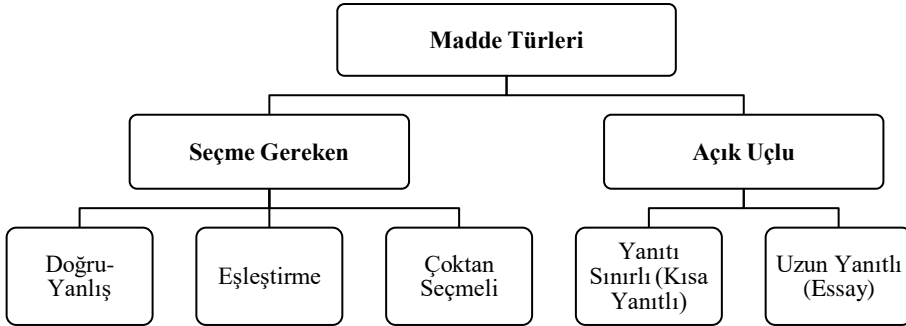 Madde Türleri
Seçme Gereken
Açık Uçlu
Doğru-
Yanlış
Eşleştirme
Çoktan
Seçmeli
Yanıtı
Sınırlı (Kısa
Yanıtlı)
Uzun Yanıtlı
(Essay)